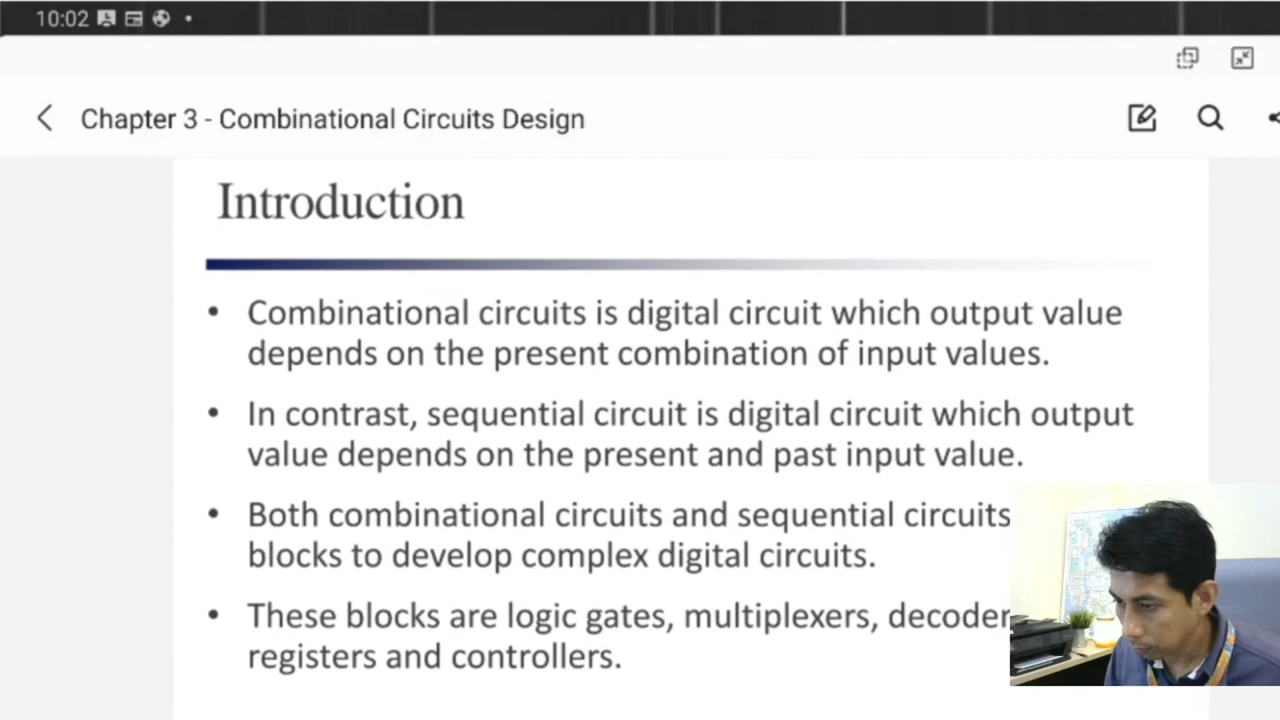 10:02
Chapter 3 - Combinational Circuits Design
Introduction
• Combinational circuits is digital circuit which output value
depends on the present combination of input values.
• In contrast, sequential circuit is digital circuit which output
value depends on the present and past input value.
• Both combinational circuits and sequential circuits
blocks to develop complex digital circuits.
• These blocks are logic gates, multiplexers, decoder
registers and controllers.